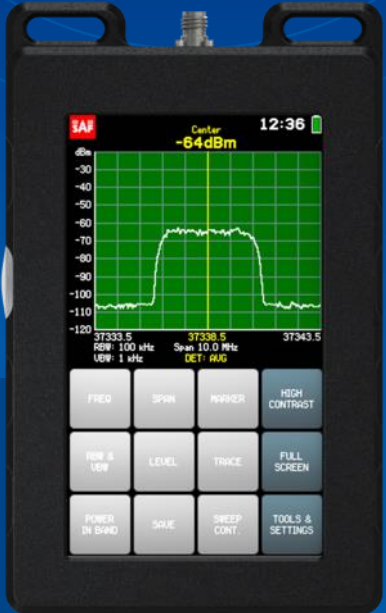 SAF
Center
-64dBm
12:36
dBm
-30
-40
-50
-60
-70
-80
-90
-100
-110
-120
37333.5
37338.5
37343.5
RBW: 100 kHz
Span 10.0 MHz
VBW: 1 kHz
DET: AVG
FREQ
SPAN
MARKER
HIGH
CONTRAST
RBW &
VBW
LEVEL
TRACE
FULL
SCREEN
POWER
IN BAND
SAVE
SWEEP
CONT.
TOOLS &
SETTINGS